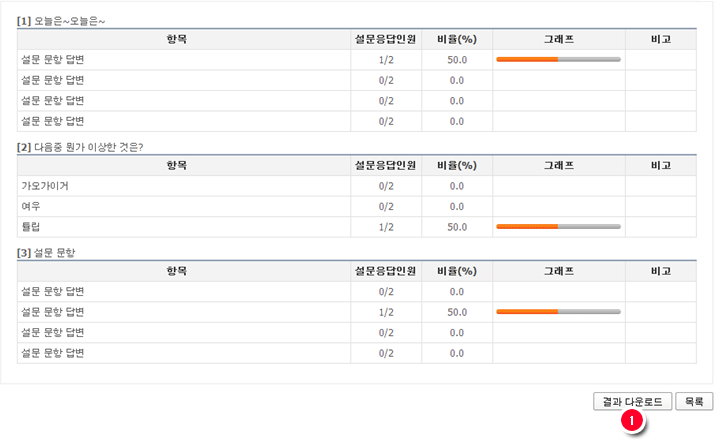 [1] 오늘은~오늘은~
항목 설문응답인원 비율(%) 그래프 비고
설문 문항 답변 1/2 50.0
설문 문항 답변 0/2 0.0
설문 문항 답변 0/2 0.0
설문 문항 답변 0/2 0.0
[2] 다음중 뭔가 이상한 것은?
항목 설문응답인원 비율(%) 그래프 비고
가오가이거 0/2 0.0
여우 0/2 0.0
튤립 1/2 50.0
[3] 설문 문항
항목 설문응답인원 비율(%) 그래프 비고
설문 문항 답변 0/2 0.0
설문 문항 답변 1/2 50.0
설문 문항 답변 0/2 0.0
설문 문항 답변 0/2 0.0
결과 다운로드 목록
1